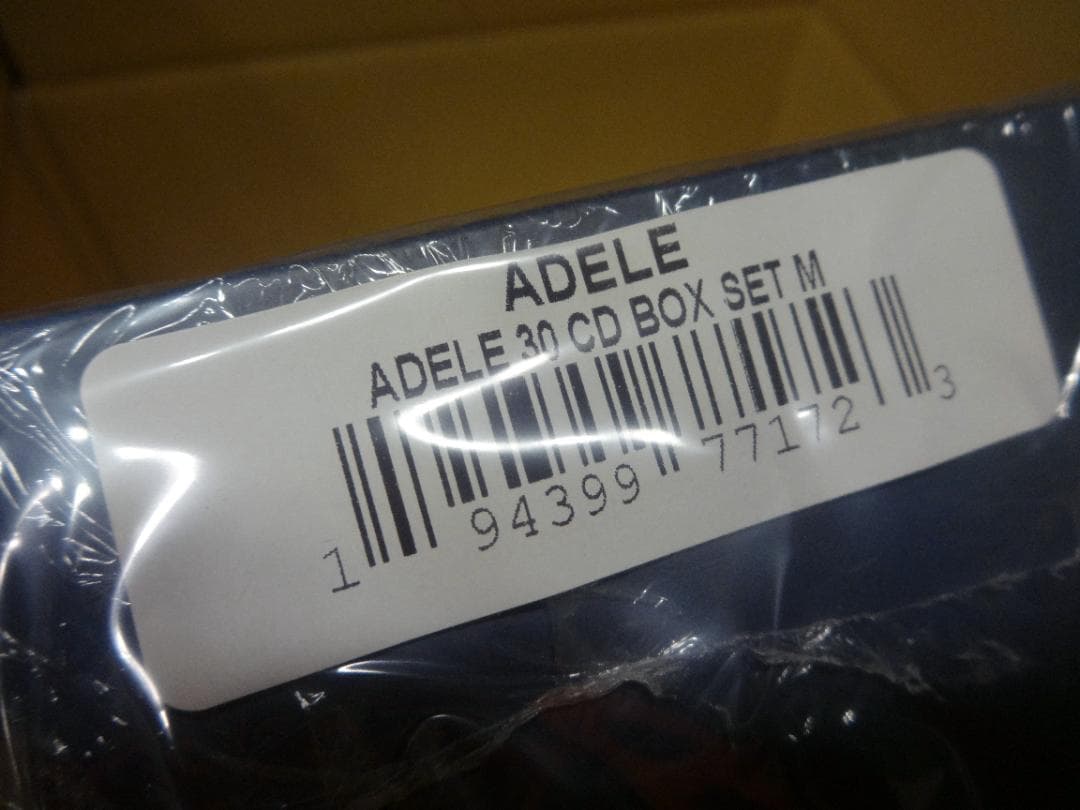 ADELE
ADELE 30 CD BOX SET M
1 94399 77172 3